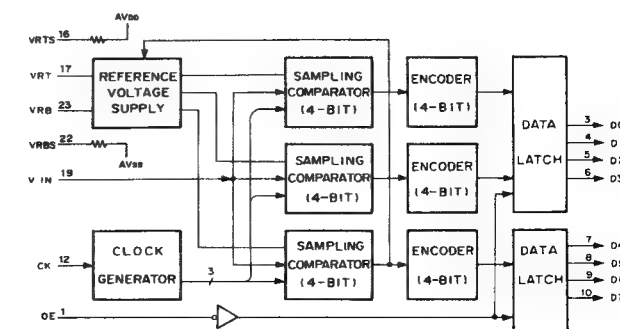 AVDD
VRTS 16
VRT 17
REFERENCE
VOLTAGE
SUPPLY
VRB 23
VRBS 22
AVSS
V IN 19
CK 12
CLOCK
GENERATOR
3
OE 1
SAMPLING
COMPARATOR
(4-BIT)
ENCODER
(4-BIT)
SAMPLING
COMPARATOR
(4-BIT)
ENCODER
(4-BIT)
SAMPLING
COMPARATOR
(4-BIT)
ENCODER
(4-BIT)
DATA
LATCH
3
4
5
6 D3
DATA
LATCH
7
8
9
10